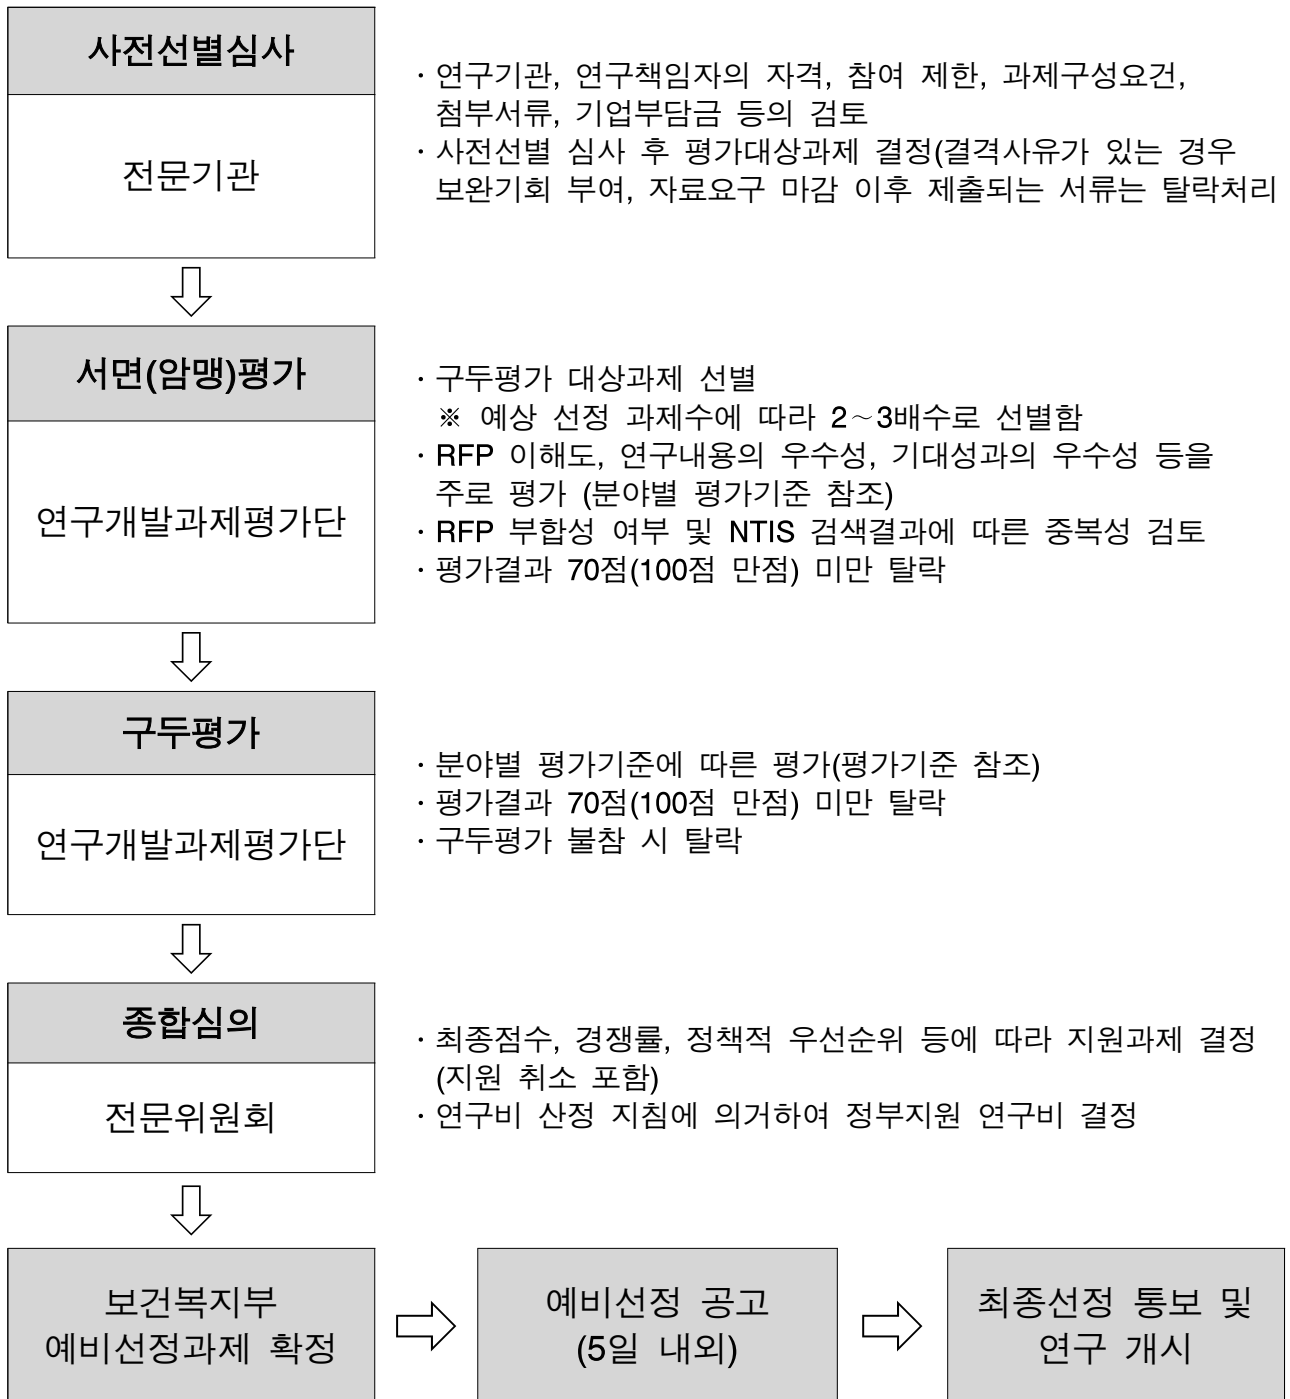 사전선별심사
전문기관
· 연구기관, 연구책임자의 자격, 참여 제한, 과제구성요건,
첨부서류, 기업부담금 등의 검토
· 사전선별 심사 후 평가대상과제 결정(결격사유가 있는 경우
보완기회 부여, 자료요구 마감 이후 제출되는 서류는 탈락처리
서면(암맹)평가
연구개발과제평가단
· 구두평가 대상과제 선별
※ 예상 선정 과제수에 따라 2~3배수로 선별함
· RFP 이해도, 연구내용의 우수성, 기대성과의 우수성 등을
주로 평가 (분야별 평가기준 참조)
· RFP 부합성 여부 및 NTIS 검색결과에 따른 중복성 검토
· 평가결과 70점(100점 만점) 미만 탈락
구두평가
연구개발과제평가단
· 분야별 평가기준에 따른 평가(평가기준 참조)
· 평가결과 70점(100점 만점) 미만 탈락
· 구두평가 불참 시 탈락
종합심의
전문위원회
· 최종점수, 경쟁률, 정책적 우선순위 등에 따라 지원과제 결정
(지원 취소 포함)
· 연구비 산정 지침에 의거하여 정부지원 연구비 결정
보건복지부
예비선정과제 확정
예비선정 공고
(5일 내외)
최종선정 통보 및
연구 개시